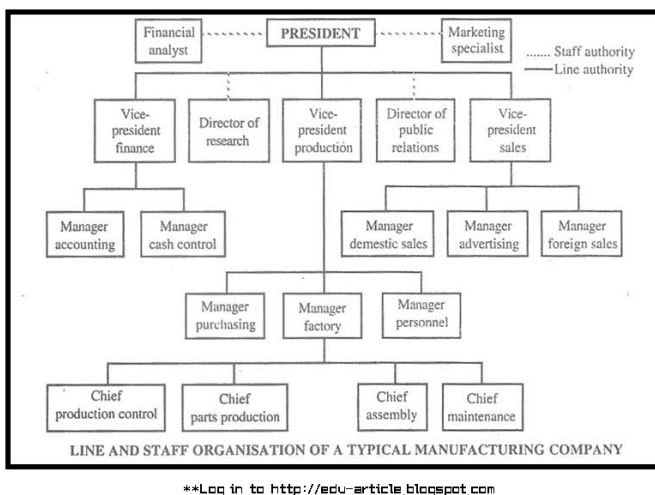 Financial
analyst
PRESIDENT
Marketing
specialist
Staff authority
Line authority
Vice-
president
finance
Director of
research
Vice-
president
production
Director of
public
relations
Vice-
president
sales
Manager
accounting
Manager
cash control
Manager
demestic sales
Manager
advertising
Manager
foreign sales
Manager
purchasing
Manager
factory
Manager
personnel
Chief
production control
Chief
parts production
Chief
assembly
Chief
maintenance
LINE AND STAFF ORGANISATION OF A TYPICAL MANUFACTURING COMPANY
**Log in to http://edu-article.blogspot.com